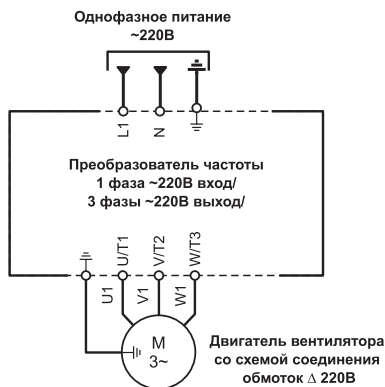 Однофазное питание
~220В
L1
N
Преобразователь частоты
1 фаза ~220В вход/
3 фазы ~220В выход/
U/T1
V/T2
W/T3
U1
V1
W1
M
3~
Двигатель вентилятора
со схемой соединения
обмоток Δ 220В